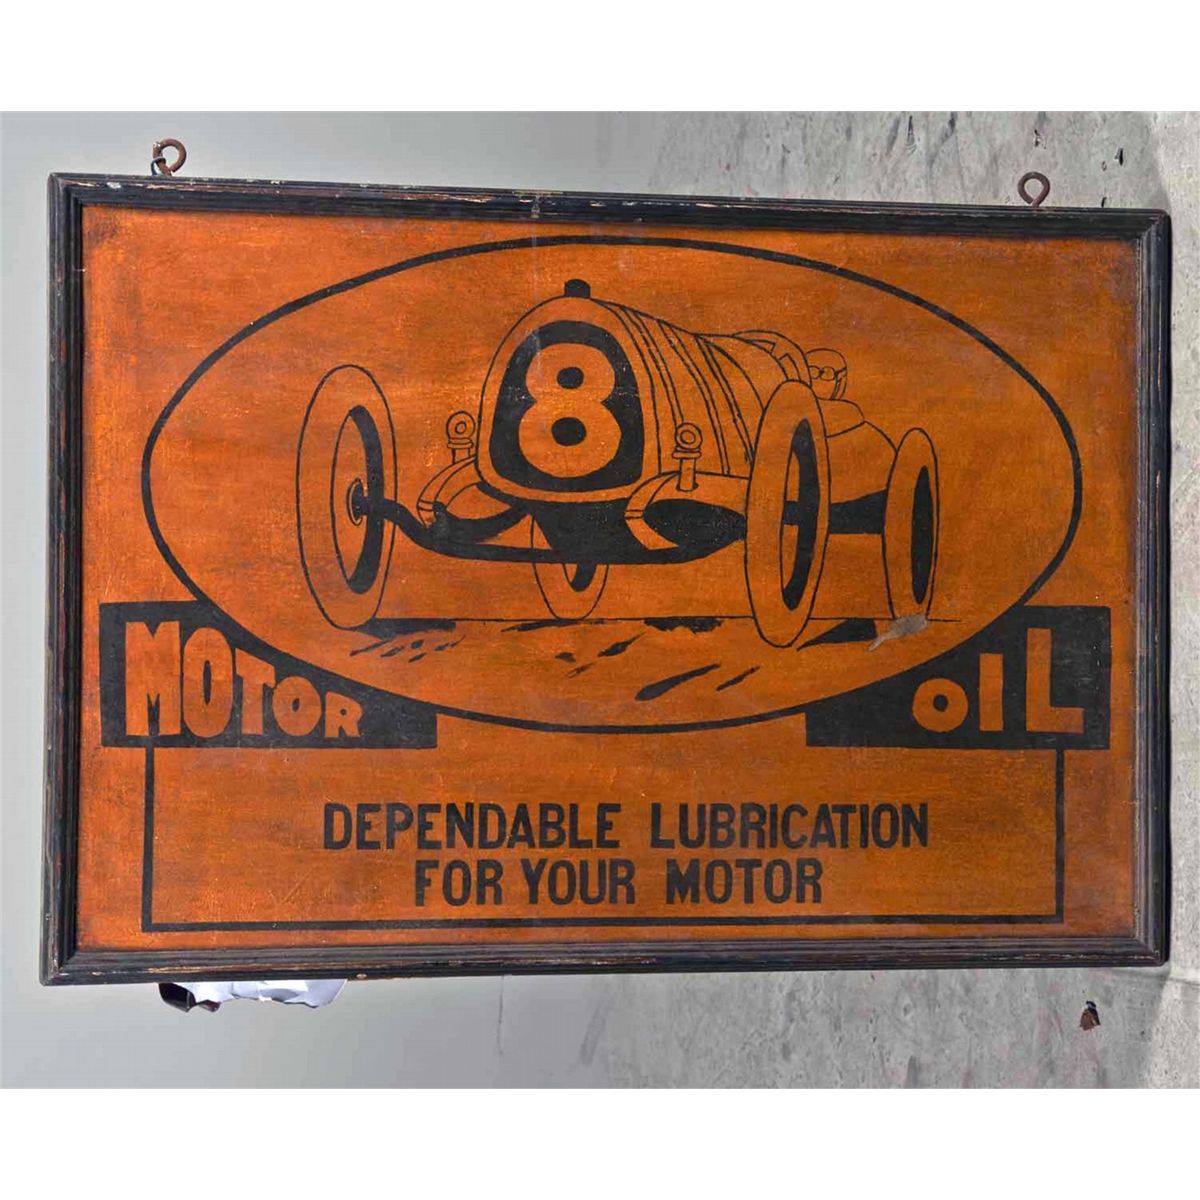 8
MOTOR OIL
DEPENDABLE LUBRICATION
FOR YOUR MOTOR